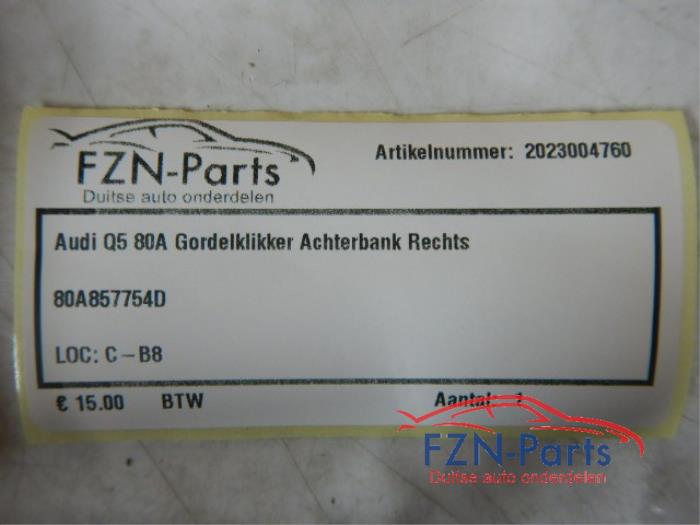 FZN-Parts
Duitse auto onderdelen
Artikelnummer: 2023004760
Audi Q5 80A Gordelklikker Achterbank Rechts
80A857754D
LOC: C - B8
€ 15.00 BTW Aantal: 1
FZN-Parts
Duitse auto onderdelen